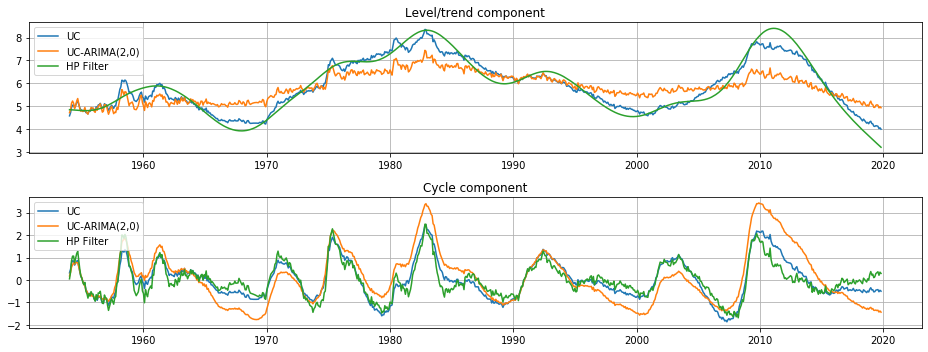 Level/trend component
UC
UC-ARIMA(2,0)
HP Filter
8
7
6
5
4
3
1960 1970 1980 1990 2000 2010 2020
Cycle component
UC
UC-ARIMA(2,0)
HP Filter
3
2
1
0
−1
−2
1960 1970 1980 1990 2000 2010 2020